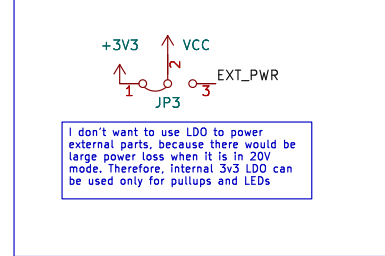 +3V3
VCC
2
EXT_PWR
1
3
JP3
I don't want to use LDO to power
external parts, because there would be
large power loss when it is in 20V
mode. Therefore, internal 3v3 LDO can
be used only for pullups and LEDs